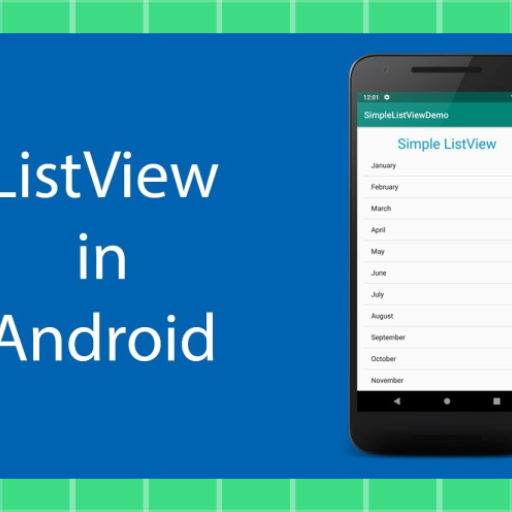 ListView
in
Android
12:01
SimpleListViewDemo
Simple ListView
January
February
March
April
May
June
July
August
September
October
November